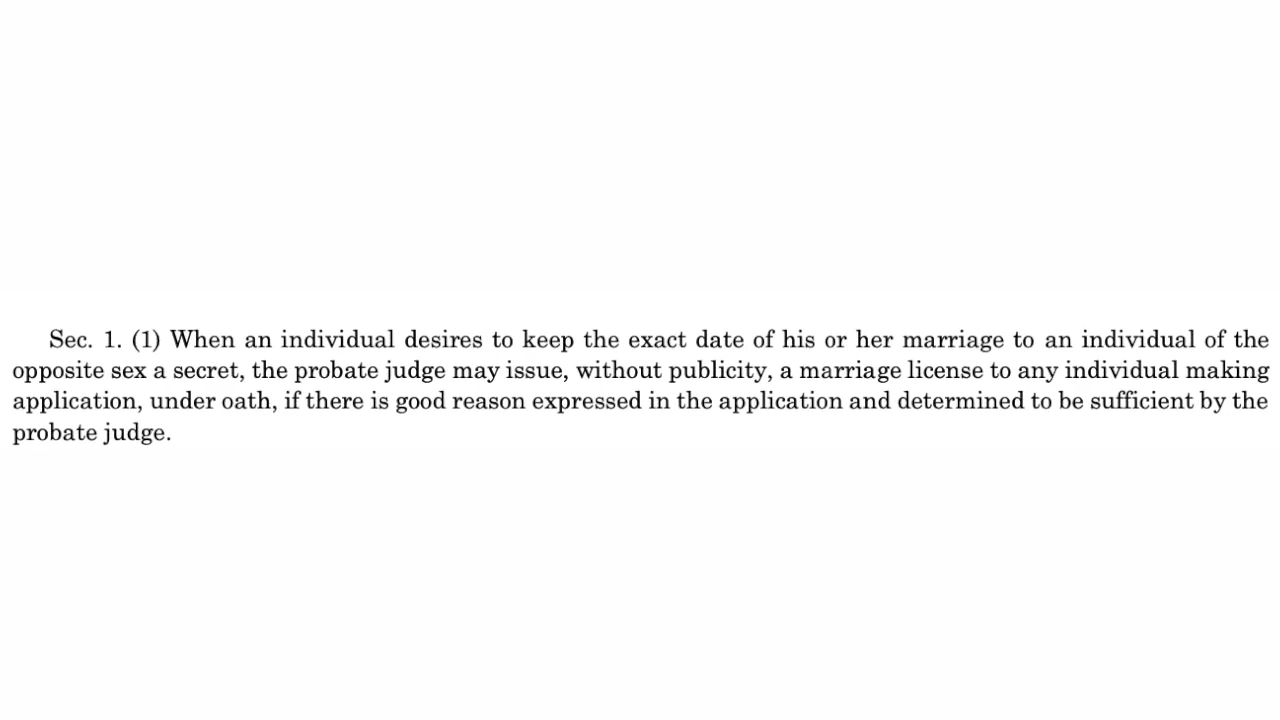 Sec. 1. (1) When an individual desires to keep the exact date of his or her marriage to an individual of the
opposite sex a secret, the probate judge may issue, without publicity, a marriage license to any individual making
application, under oath, if there is good reason expressed in the application and determined to be sufficient by the
probate judge.